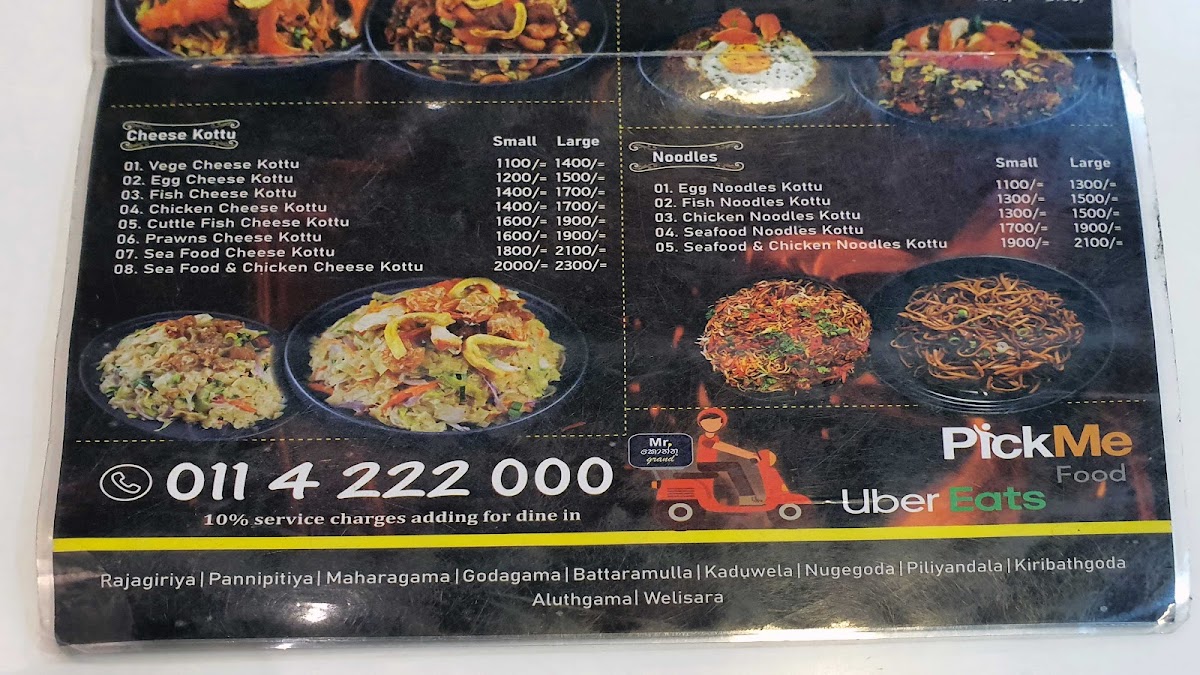 Cheese Kottu
Small Large
01. Vege Cheese Kottu 1100/= 1400/=
02. Egg Cheese Kottu 1200/= 1500/=
03. Fish Cheese Kottu 1400/= 1700/=
04. Chicken Cheese Kottu 1400/= 1700/=
05. Cuttle Fish Cheese Kottu 1600/= 1900/=
06. Prawns Cheese Kottu 1600/= 1900/=
07. Sea Food Cheese Kottu 1800/= 2100/=
08. Sea Food & Chicken Cheese Kottu 2000/= 2300/=
Noodles
Small Large
01. Egg Noodles Kottu 1100/= 1300/=
02. Fish Noodles Kottu 1300/= 1500/=
03. Chicken Noodles Kottu 1300/= 1500/=
04. Seafood Noodles Kottu 1700/= 1900/=
05. Seafood & Chicken Noodles Kottu 1900/= 2100/=
011 4 222 000
10% service charges adding for dine in
Mr.
කොත්තු
grand
PickMe
Food
Uber Eats
Rajagiriya|Pannipitiya|Maharagama|Godagama|Battaramulla|Kaduwela|Nugegoda|Piliyandala|Kiribathgoda
Aluthgama|Welisara